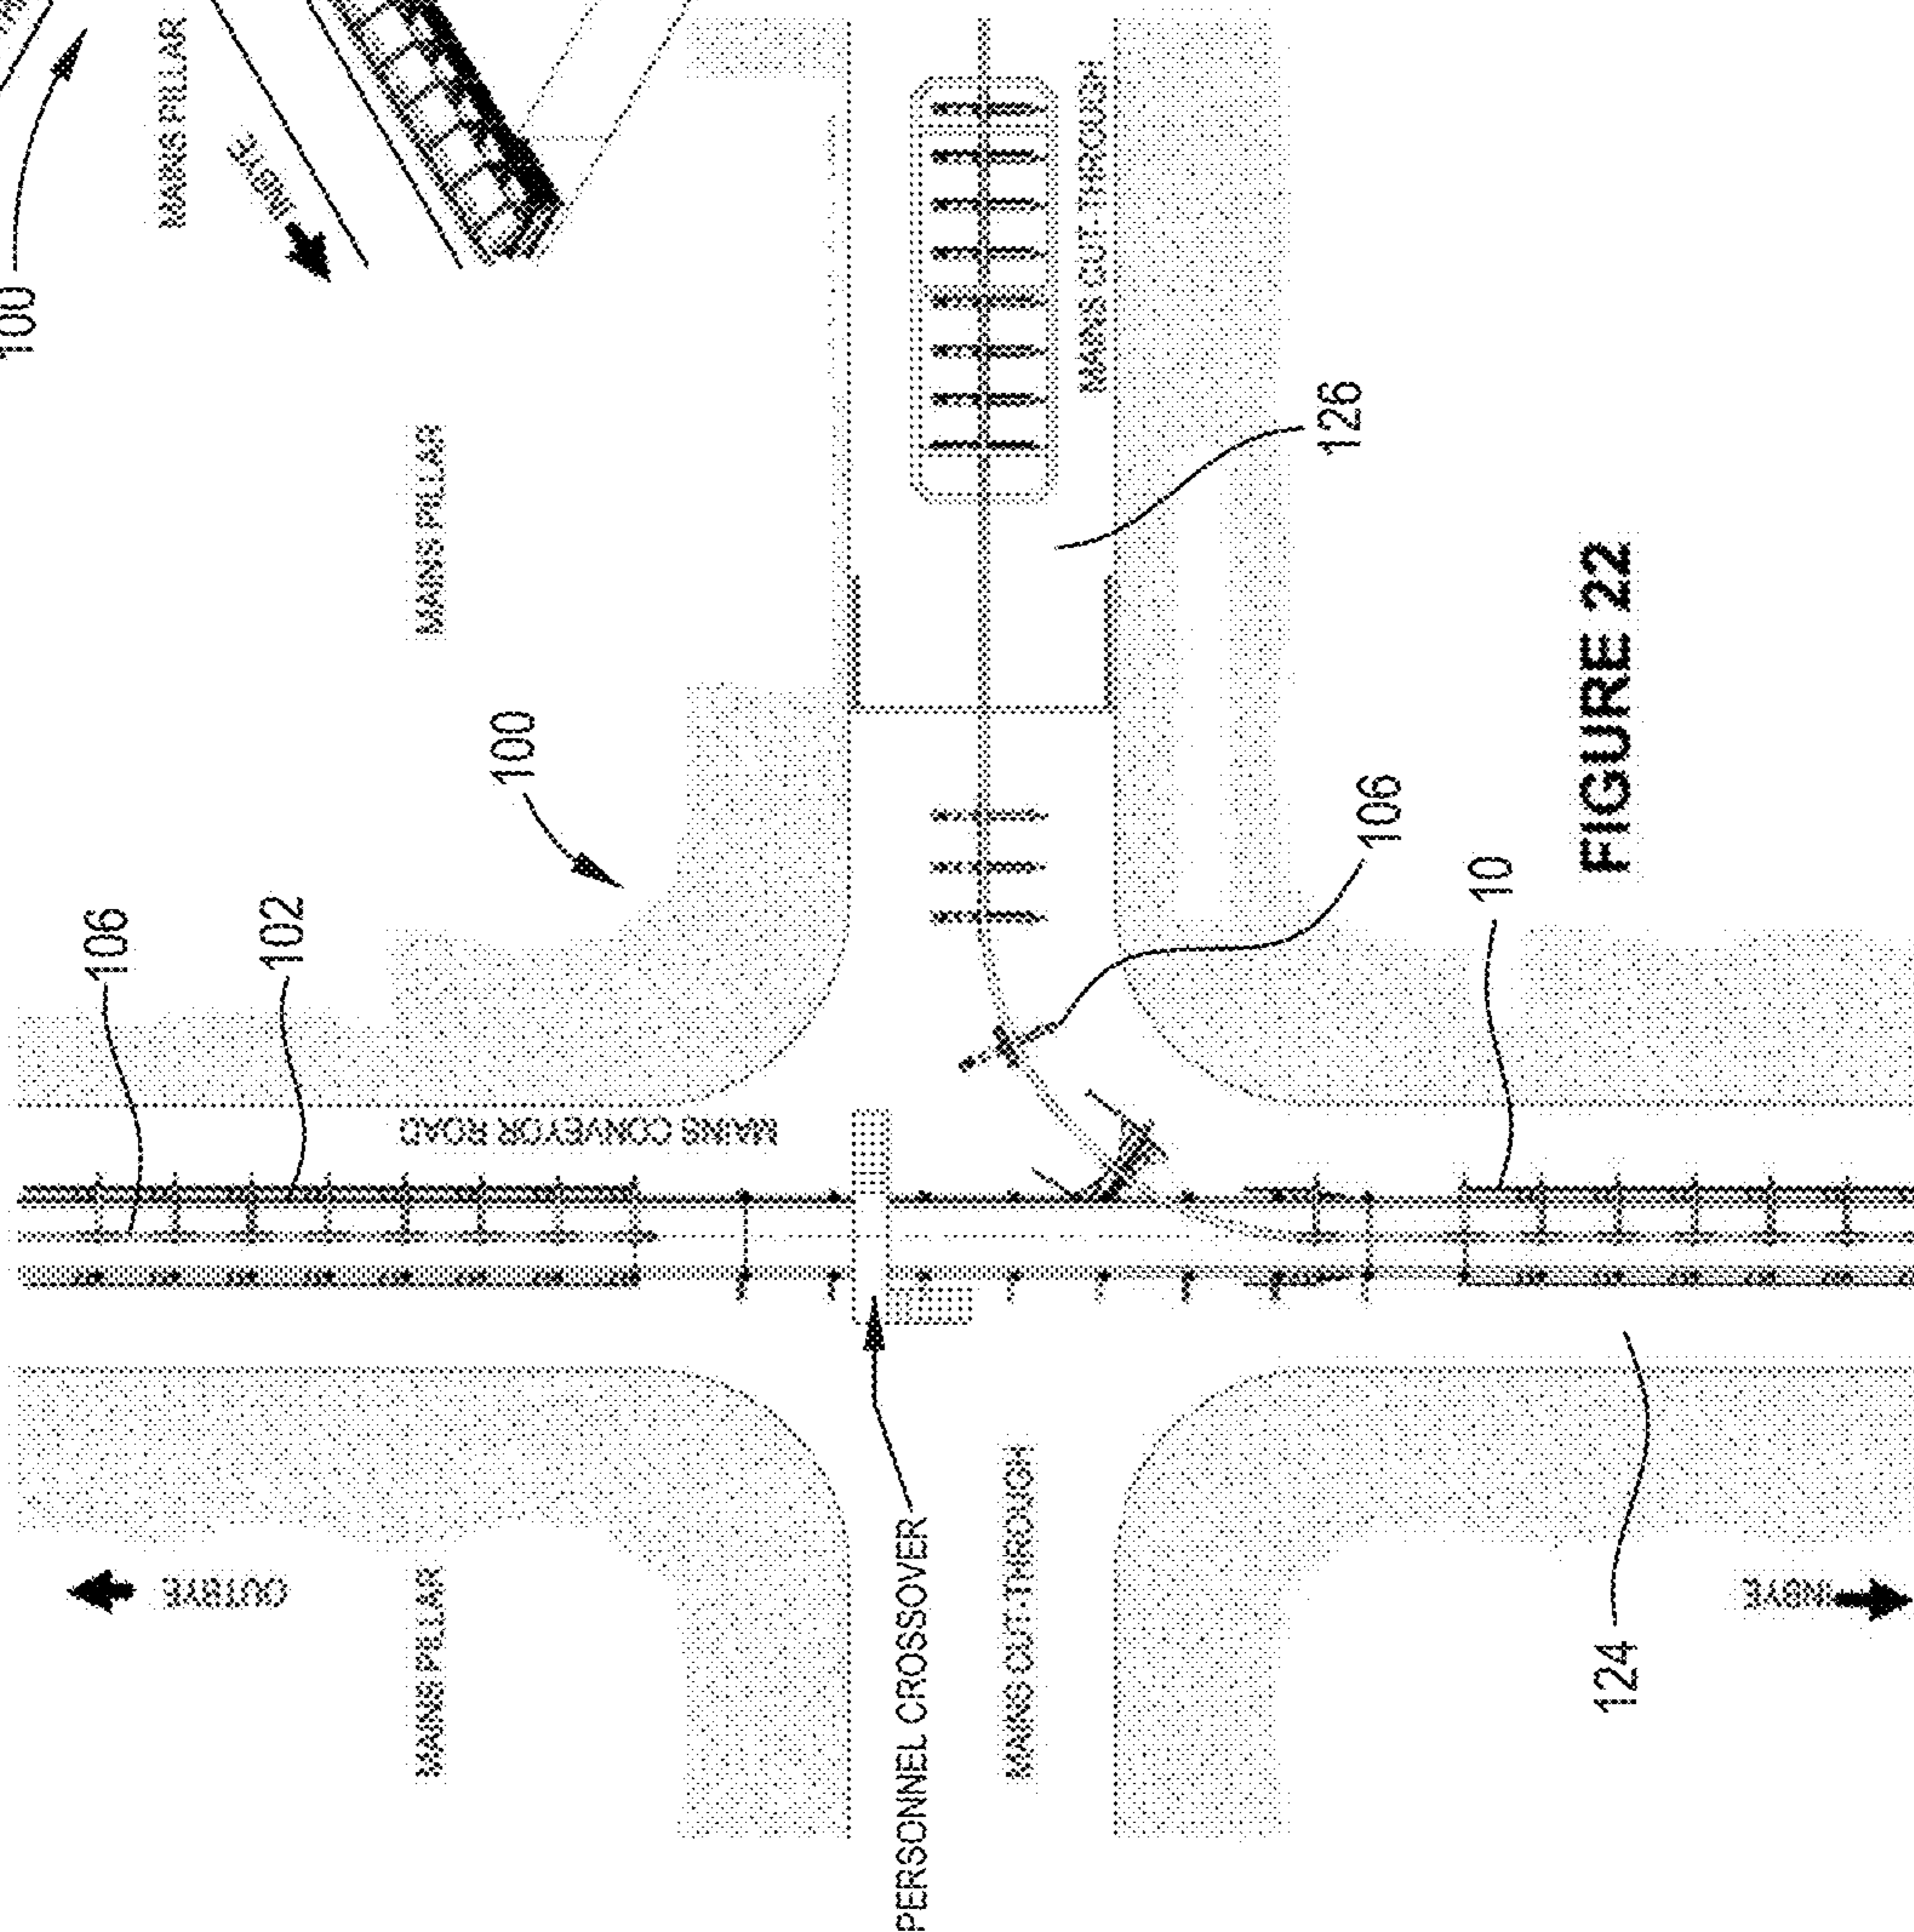 100
MAINS PILLAR
INBYE
MAINS PILLAR
MAINS CUT-THROUGH
126
100
106
102
MAINS CONVEYOR ROAD
106
10
FIGURE 22
OUTBYE
MAINS PILLAR
PERSONNEL CROSSOVER
MAINS CUT-THROUGH
INBYE
124